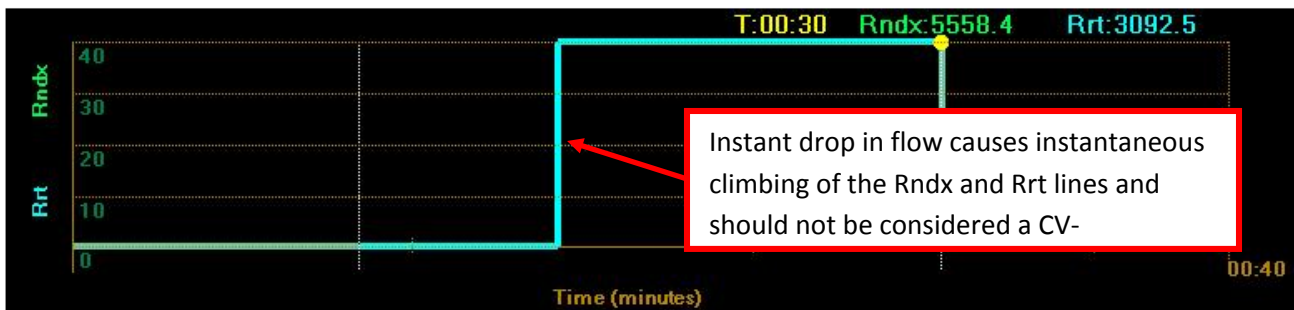 T:00:30 Rndx:5558.4 Rrt:3092.5
40
Rndx
30
20
Rrt
10
0
Instant drop in flow causes instantaneous
climbing of the Rndx and Rrt lines and
should not be considered a CV-
00:40
Time (minutes)